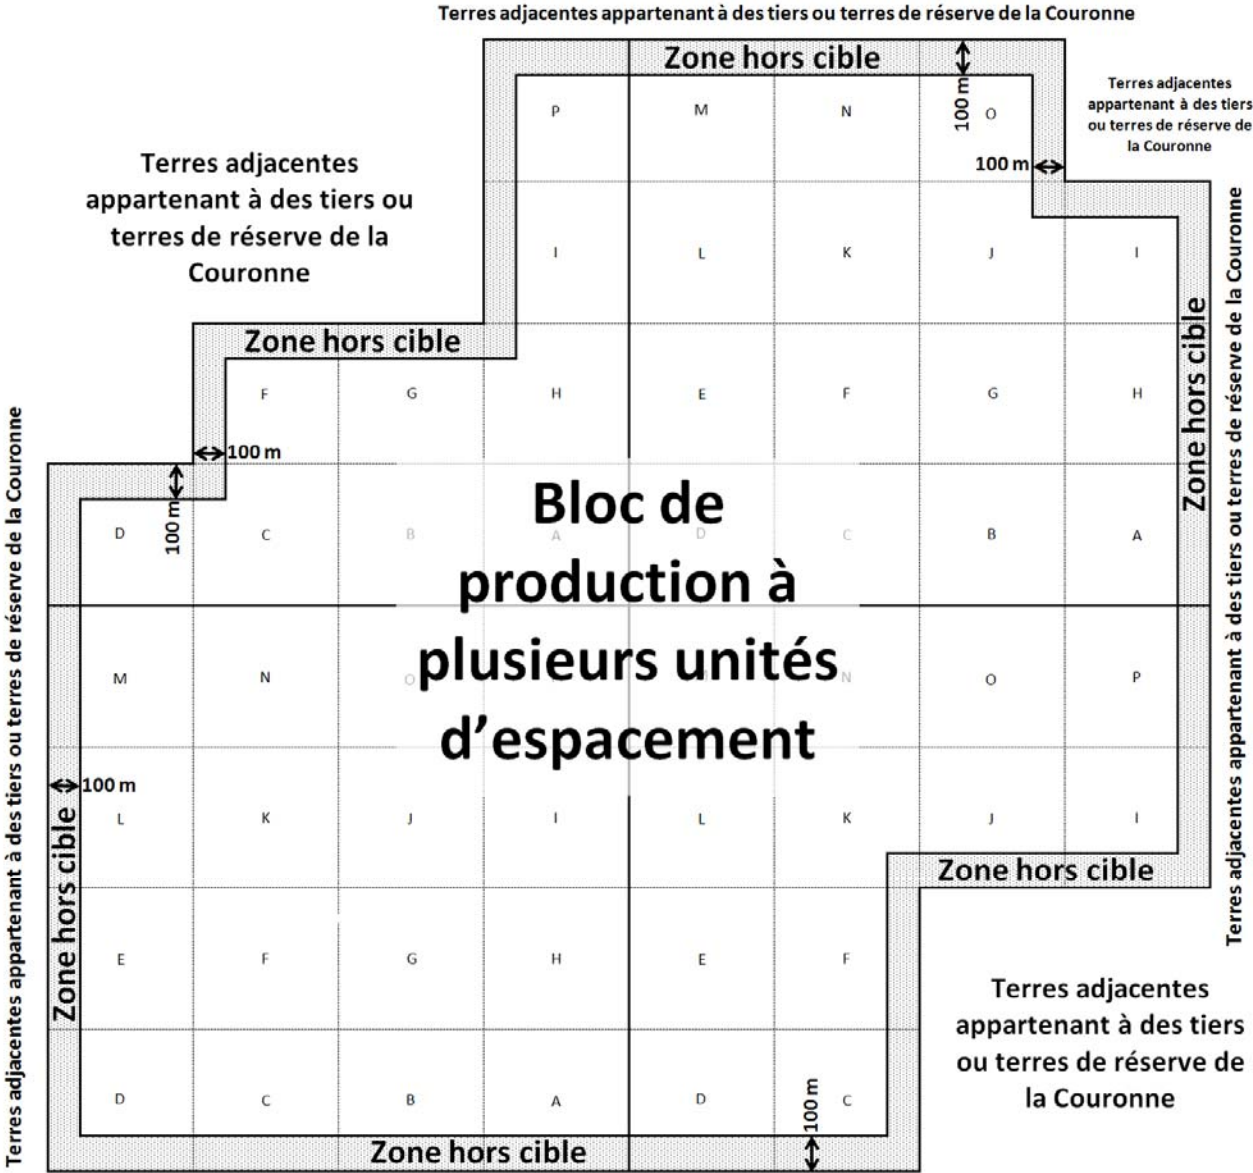 Terres adjacentes appartenant à des tiers ou terres de réserve de la Couronne
Zone hors cible
100 m
Terres adjacentes
appartenant à des tiers
ou terres de réserve de
la Couronne
P M N O
100 m
Terres adjacentes
appartenant à des tiers ou
terres de réserve de la
Couronne
I L K J I
Zone hors cible
Zone hors cible
Terres adjacentes appartenant à des tiers ou terres de réserve de la Couronne
F G H E F G H
100 m
100 m
Terres adjacentes appartenant à des tiers ou terres de réserve de la Couronne
D C B A D C B A
Bloc de
production à
plusieurs unités
d'espacement
M N O N O P
100 m
Zone hors cible
L K J I L K J I
Zone hors cible
E F G H E F
Terres adjacentes
appartenant à des tiers
ou terres de réserve de
la Couronne
D C B A D C
100 m
Zone hors cible